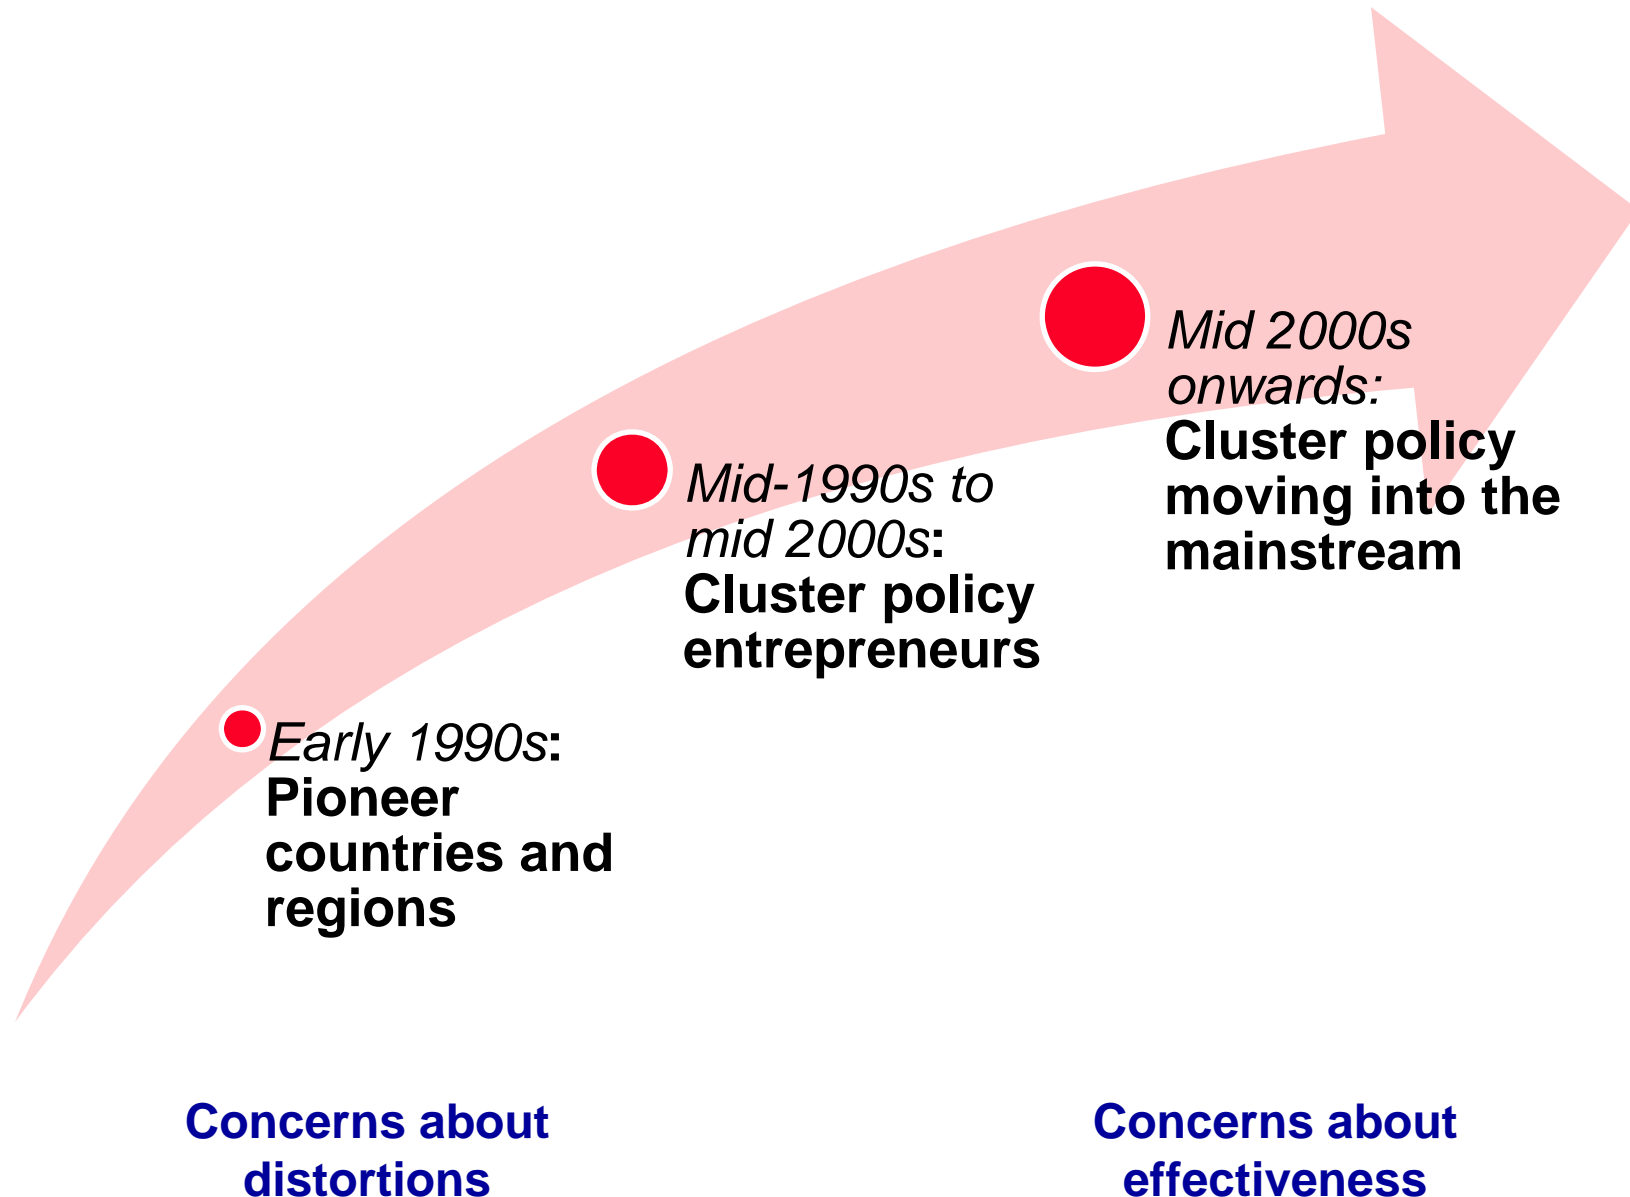 Mid 2000s
onwards:
Cluster policy
moving into the
mainstream
Mid-1990s to
mid 2000s:
Cluster policy
entrepreneurs
Early 1990s:
Pioneer
countries and
regions
Concerns about
distortions
Concerns about
effectiveness